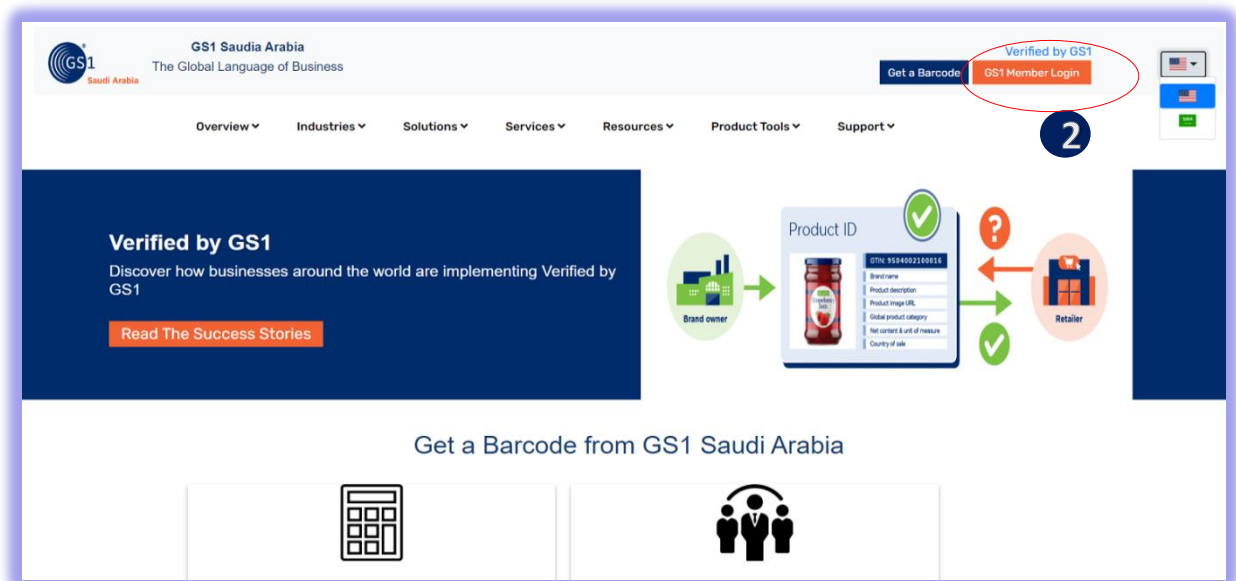 GS1
Saudi Arabia
GS1 Saudia Arabia
The Global Language of Business
Verified by GS1
Get a Barcode
GS1 Member Login
2
Overview
Industries
Solutions
Services
Resources
Product Tools
Support
Verified by GS1
Discover how businesses around the world are implementing Verified by
GS1
Read The Success Stories
Brand owner
Product ID
GTIN: 9504002100016
Brand name
Product description
Product image URL
Global product category
Net content & unit of measure
Country of sale
?
Retailer
Get a Barcode from GS1 Saudi Arabia